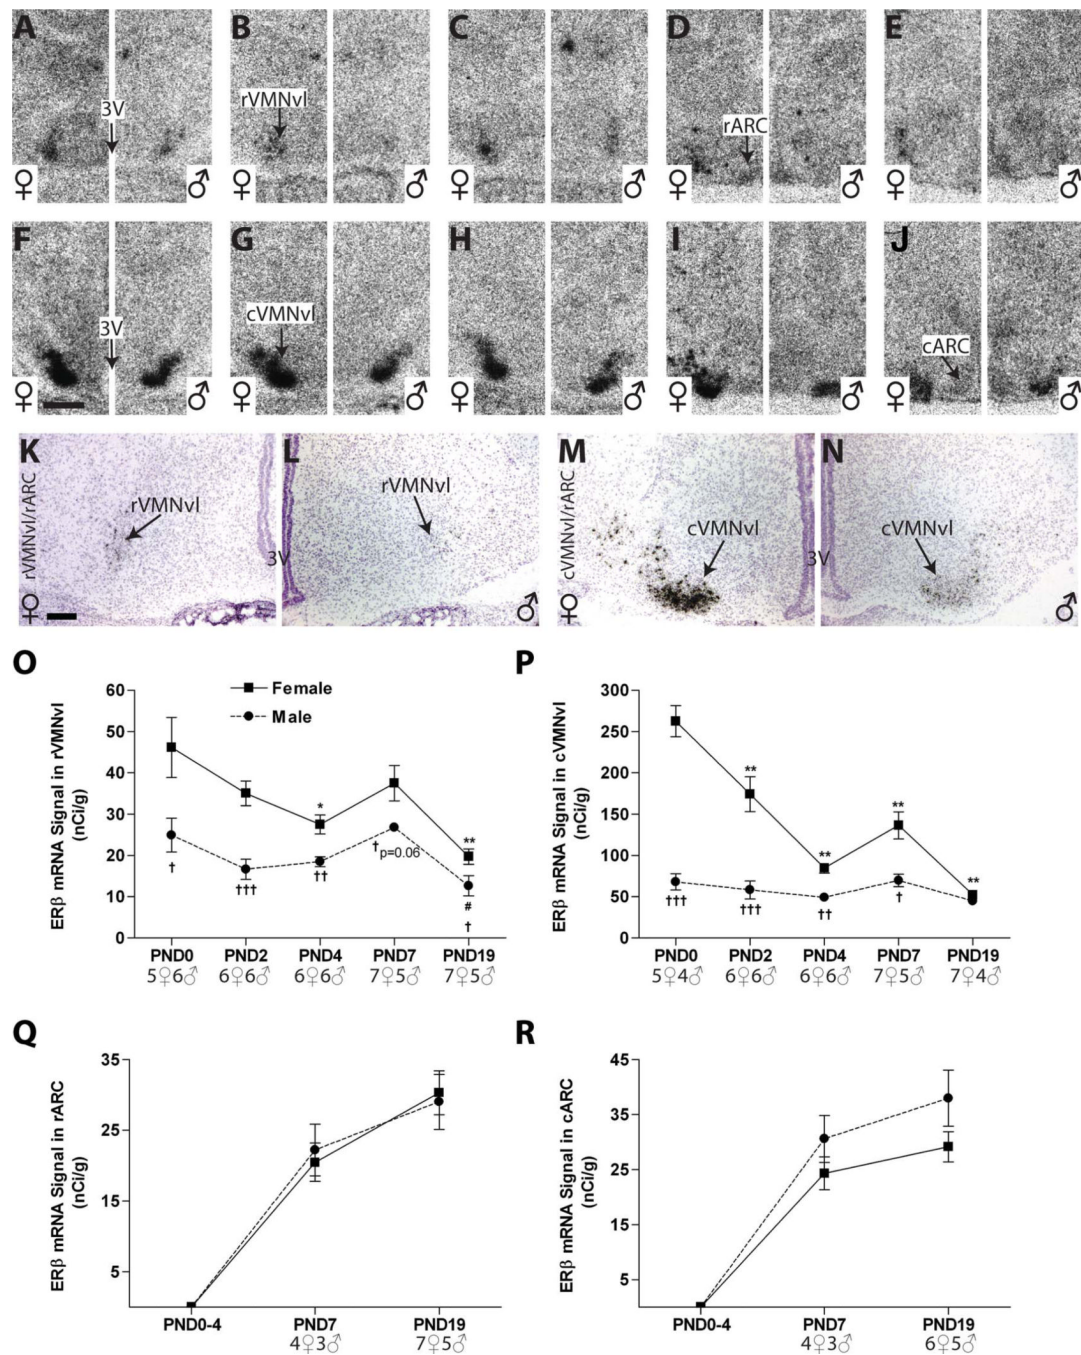 A B C D E
3V rVMNvl rARC
♀ ♂ ♀ ♂ ♀ ♂ ♀ ♂ ♀ ♂
F G H I J
3V cVMNvl cARC
♀ ♂ ♀ ♂ ♀ ♂ ♀ ♂ ♀ ♂
K L M N
rVMNvl/rARC rVMNvl rVMNvl cVMNvl/cARC cVMNvl cVMNvl
3V 3V
♀ ♂ ♀ ♂
O
ERβ mRNA Signal in rVMNvl
(nCi/g)
60
50
40
30
20
10
0
Female
Male
* **
† ††† †† †p=0.06 #
†
PND0 PND2 PND4 PND7 PND19
5♀6♂ 6♀6♂ 6♀6♂ 7♀5♂ 7♀5♂
P
ERβ mRNA Signal in cVMNvl
(nCi/g)
300
250
200
150
100
50
0
** ** ** **
††† ††† †† †
PND0 PND2 PND4 PND7 PND19
5♀4♂ 6♀6♂ 6♀6♂ 7♀5♂ 7♀4♂
Q
ERβ mRNA Signal in rARC
(nCi/g)
35
25
15
5
PND0-4 PND7 PND19
4♀3♂ 7♀5♂
R
ERβ mRNA Signal in cARC
(nCi/g)
45
35
25
15
5
PND0-4 PND7 PND19
4♀3♂ 6♀5♂